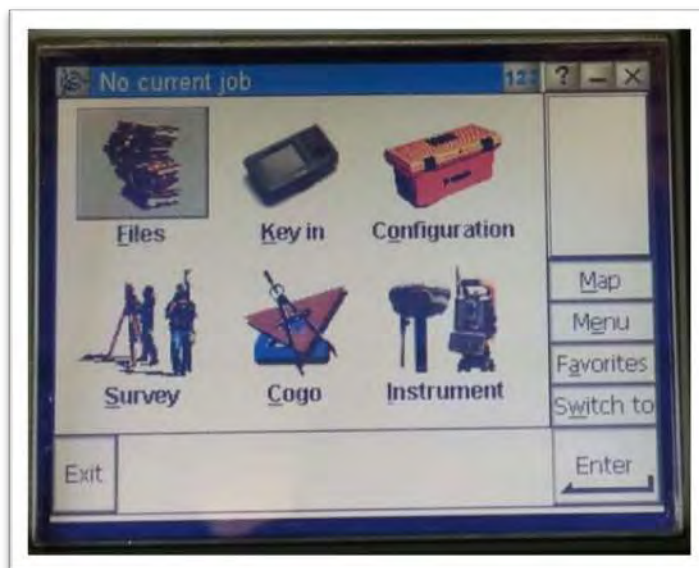 No current job 123 ?
Files Key in Configuration
Survey Cogo Instrument
Map
Menu
Favorites
Switch to
Exit
Enter